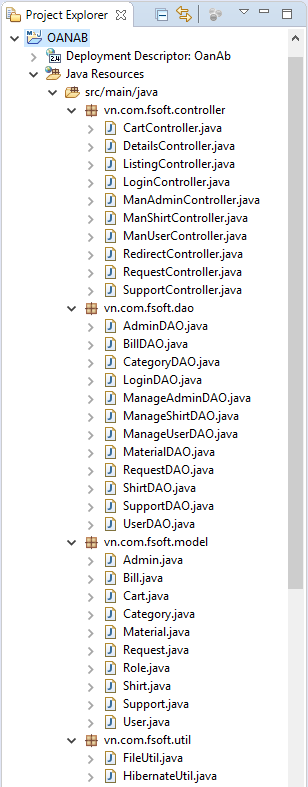 Project Explorer
OANAB
Deployment Descriptor: OanAb
2.4
Java Resources
src/main/java
vn.com.fsoft.controller
CartController.java
DetailsController.java
ListingController.java
LoginController.java
ManAdminController.java
ManShirtController.java
ManUserController.java
RedirectController.java
RequestController.java
SupportController.java
vn.com.fsoft.dao
AdminDAO.java
BillDAO.java
CategoryDAO.java
LoginDAO.java
ManageAdminDAO.java
ManageShirtDAO.java
ManageUserDAO.java
MaterialDAO.java
RequestDAO.java
ShirtDAO.java
SupportDAO.java
UserDAO.java
vn.com.fsoft.model
Admin.java
Bill.java
Cart.java
Category.java
Material.java
Request.java
Role.java
Shirt.java
Support.java
User.java
vn.com.fsoft.util
FileUtil.java
HibernateUtil.java